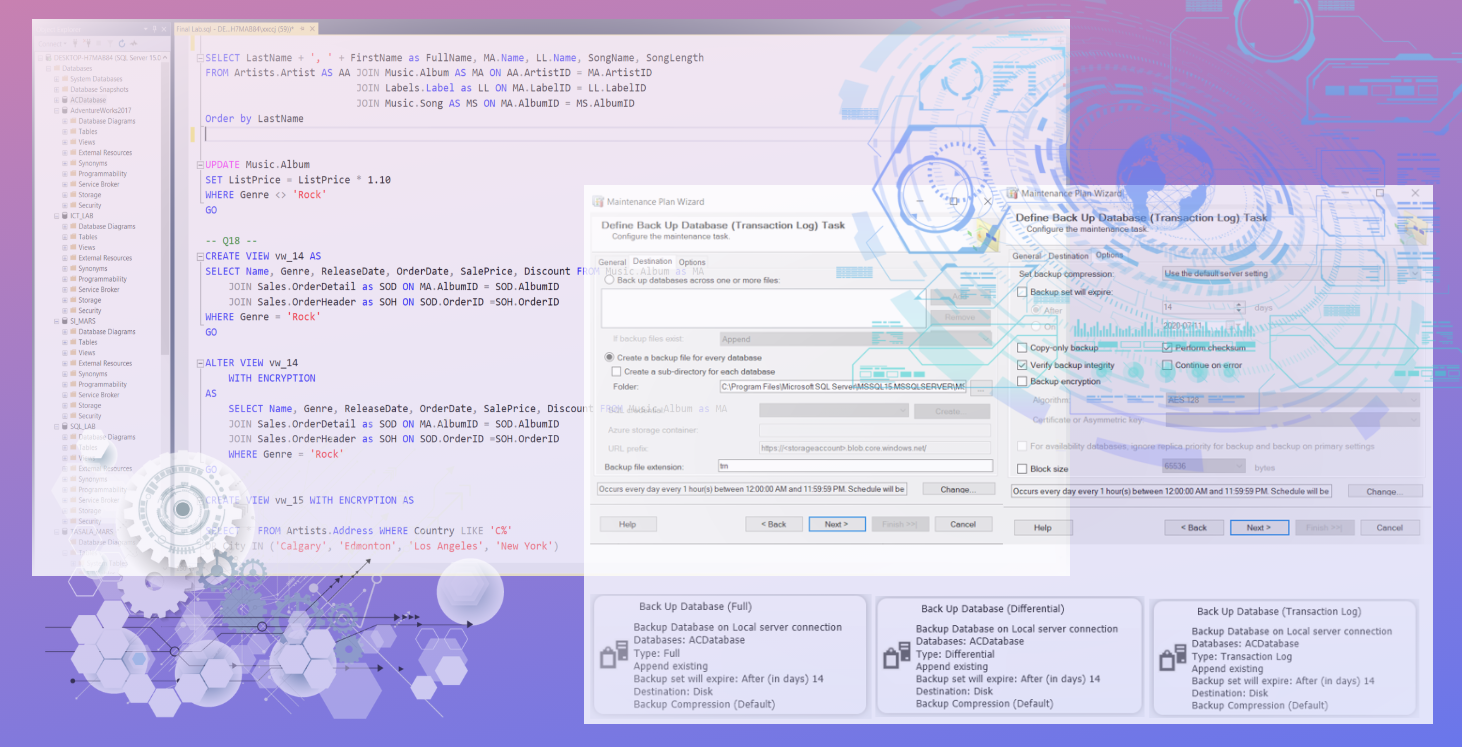 Final Lab.sql - DE...H7MA884\
DESKTOP-H7MA884 (SQL Server 15.0
Databases
System Databases
Database Snapshots
ACDatabase
AdventureWorks2017
Database Diagrams
Tables
Views
External Resources
Synonyms
Programmability
Service Broker
Storage
Security
ICT_LAB
Database Diagrams
Tables
Views
External Resources
Synonyms
Programmability
Service Broker
Storage
Security
SI_MARS
Database Diagrams
Tables
Views
External Resources
Synonyms
Programmability
Service Broker
Storage
Security
SQL_LAB
Database Diagrams
Tables
Views
External Resources
Synonyms
Programmability
Service Broker
Storage
Security
SELECT LastName + ', ' + FirstName as FullName, MA.Name, LL.Name, SongName, SongLength
FROM Artists.Artist AS AA JOIN Music.Album AS MA ON AA.ArtistID = MA.ArtistID
JOIN Labels.Label as LL ON MA.LabelID = LL.LabelID
JOIN Music.Song AS MS ON MA.AlbumID = MS.AlbumID
Order by LastName
UPDATE Music.Album
SET ListPrice = ListPrice * 1.10
WHERE Genre <> 'Rock'
GO
-- Q18 --
CREATE VIEW vw_14 AS
SELECT Name, Genre, ReleaseDate, OrderDate, SalePrice, Discount FROM Music.Album as MA
JOIN Sales.OrderDetail as SOD ON MA.AlbumID = SOD.AlbumID
JOIN Sales.OrderHeader as SOH ON SOD.OrderID =SOH.OrderID
WHERE Genre = 'Rock'
GO
ALTER VIEW vw_14
WITH ENCRYPTION
AS
SELECT Name, Genre, ReleaseDate, OrderDate, SalePrice, Discount FROM Music.Album as MA
JOIN Sales.OrderDetail as SOD ON MA.AlbumID = SOD.AlbumID
JOIN Sales.OrderHeader as SOH ON SOD.OrderID =SOH.OrderID
WHERE Genre = 'Rock'
GO
CREATE VIEW vw_15 WITH ENCRYPTION AS
SELECT * FROM Artists.Address WHERE Country LIKE 'C%'
City IN ('Calgary', 'Edmonton', 'Los Angeles', 'New York')
Maintenance Plan Wizard
Define Back Up Database (Transaction Log) Task
Configure the maintenance task.
General Destination Options
Back up databases across one or more files:
Add
Remove
If backup files exist: Append
Create a backup file for every database
Create a sub-directory for each database
Folder: C:\Program Files\Microsoft SQL Server\MSSQL15.MSSQLSERVER\MS ...
SQL credential: Create...
Azure storage container:
URL prefix: https://<storageaccount>.blob.core.windows.net/
Backup file extension: trn
Occurs every day every 1 hour(s) between 12:00:00 AM and 11:59:59 PM. Schedule will be Change...
Help < Back Next > Finish >>| Cancel
Maintenance Plan Wizard
Define Back Up Database (Transaction Log) Task
Configure the maintenance task.
General Destination Options
Set backup compression: Use the default server setting
Backup set will expire:
After 14 days
On 2020-07-11
Copy-only backup Perform checksum
Verify backup integrity Continue on error
Backup encryption
Algorithm: AES 128
Certificate or Asymmetric key:
For availability databases, ignore replica priority for backup and backup on primary settings
Block size 65536 bytes
Occurs every day every 1 hour(s) between 12:00:00 AM and 11:59:59 PM. Schedule will be Change...
Help < Back Next > Finish >>| Cancel
Back Up Database (Full)
Backup Database on Local server connection
Databases: ACDatabase
Type: Full
Append existing
Backup set will expire: After (in days) 14
Destination: Disk
Backup Compression (Default)
Back Up Database (Differential)
Backup Database on Local server connection
Databases: ACDatabase
Type: Differential
Append existing
Backup set will expire: After (in days) 14
Destination: Disk
Backup Compression (Default)
Back Up Database (Transaction Log)
Backup Database on Local server connection
Databases: ACDatabase
Type: Transaction Log
Append existing
Backup set will expire: After (in days) 14
Destination: Disk
Backup Compression (Default)